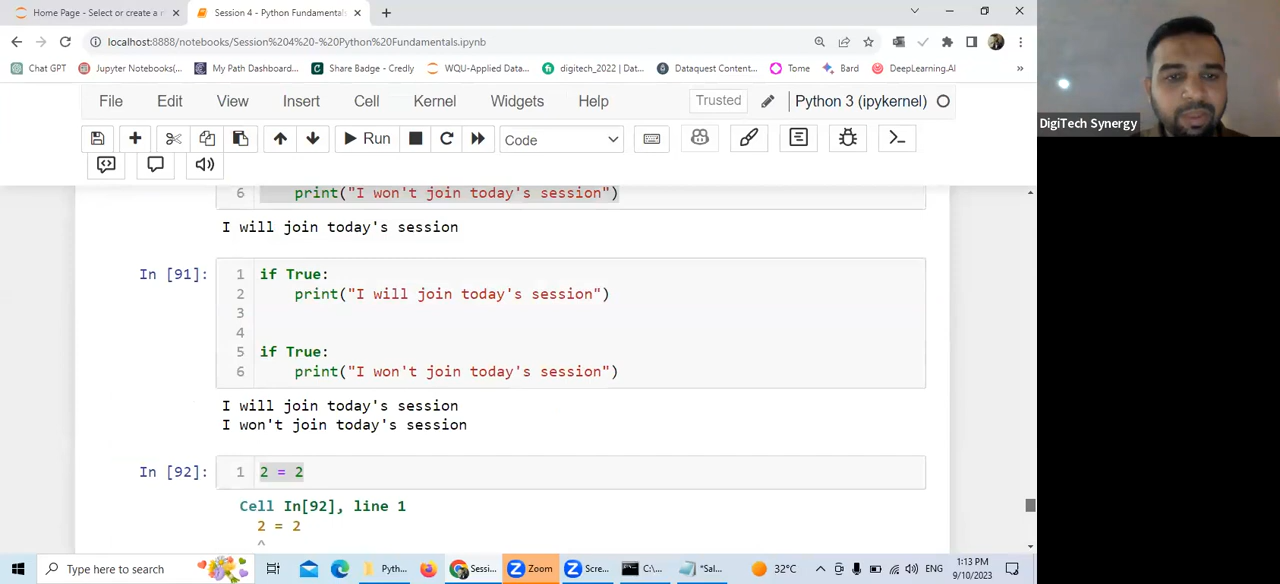 Home Page - Select or create a n
Session 4 - Python Fundamentals
localhost:8888/notebooks/Session%204%20-%20Python%20Fundamentals.ipynb
Chat GPT
Jupyter Notebooks(...
My Path Dashboard...
Share Badge - Credly
WQU-Applied Data...
digitech_2022 | Dat...
Dataquest Content...
Tome
Bard
DeepLearning.AI
»
File Edit View Insert Cell Kernel Widgets Help
Trusted
Python 3 (ipykernel)
Run
Code
6 print("I won't join today's session")
I will join today's session
In [91]:
1 if True:
2 print("I will join today's session")
3
4
5 if True:
6 print("I won't join today's session")
I will join today's session
I won't join today's session
In [92]:
1 2 = 2
Cell In[92], line 1
2 = 2
^
DigiTech Synergy
Type here to search
Pyth...
Sessi...
Zoom
Scre...
C:\...
*Sal...
32°C
ENG
1:13 PM
9/10/2023